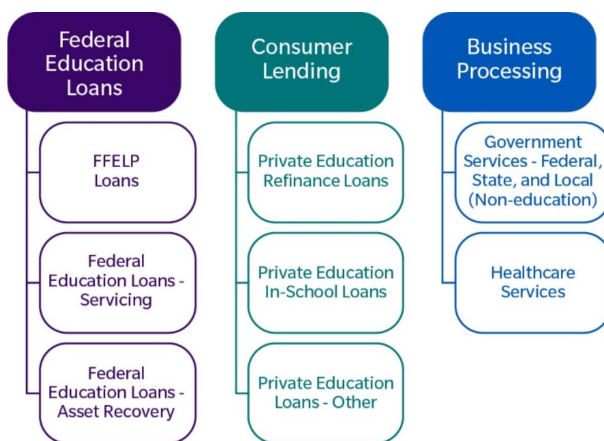 Federal
Education
Loans
FFELP
Loans
Federal
Education Loans -
Servicing
Federal
Education Loans -
Asset Recovery
Consumer
Lending
Private Education
Refinance Loans
Private Education
In-School Loans
Private Education
Loans - Other
Business
Processing
Government
Services - Federal,
State, and Local
(Non-education)
Healthcare
Services